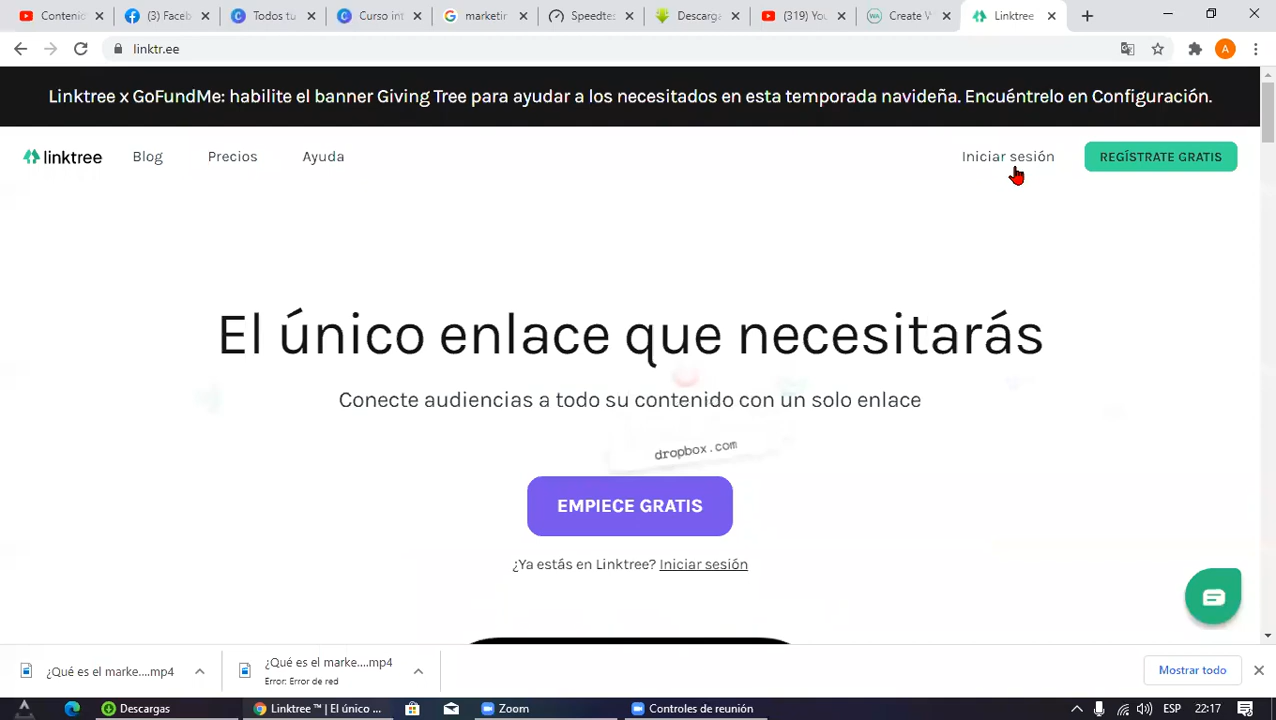 Conteni
(3) Faceb
Todos tu
Curso int
marketin
Speedtes
Descarga
(319) You
Create W
Linktree
linktr.ee
A
Linktree x GoFundMe: habilite el banner Giving Tree para ayudar a los necesitados en esta temporada navideña. Encuéntrelo en Configuración.
linktree
Blog
Precios
Ayuda
Iniciar sesión
REGÍSTRATE GRATIS
El único enlace que necesitarás
Conecte audiencias a todo su contenido con un solo enlace
dropbox.com
EMPIECE GRATIS
¿Ya estás en Linktree? Iniciar sesión
¿Qué es el marke....mp4
¿Qué es el marke....mp4
Error: Error de red
Mostrar todo
Descargas
Linktree ™ | El único ...
Zoom
Controles de reunión
ESP
22:17